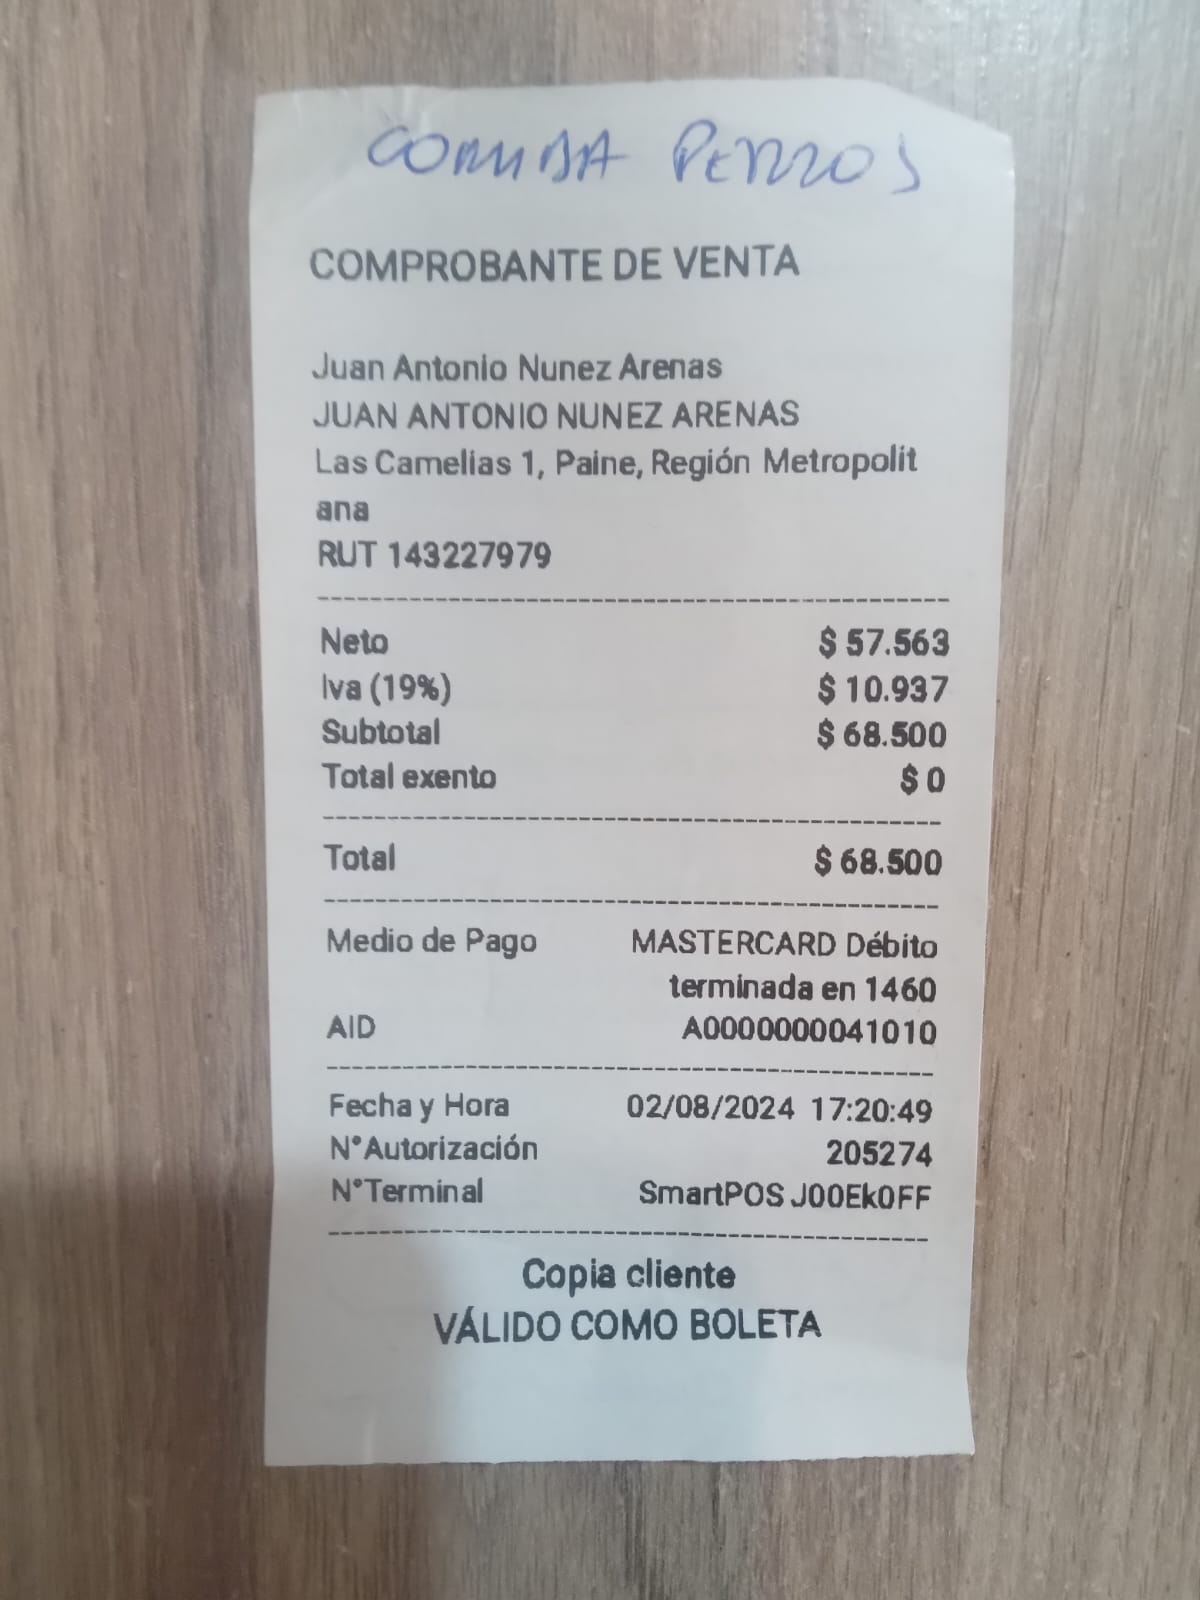 COMIDA PERROS
COMPROBANTE DE VENTA
Juan Antonio Nunez Arenas
JUAN ANTONIO NUNEZ ARENAS
Las Camelias 1, Paine, Región Metropolit
ana
RUT 143227979
Neto $ 57.563
Iva (19%) $ 10.937
Subtotal $ 68.500
Total exento $ 0
Total $ 68.500
Medio de Pago MASTERCARD Débito
terminada en 1460
AID A0000000041010
Fecha y Hora 02/08/2024 17:20:49
N°Autorización 205274
N°Terminal SmartPOS J00Ek0FF
Copia cliente
VÁLIDO COMO BOLETA